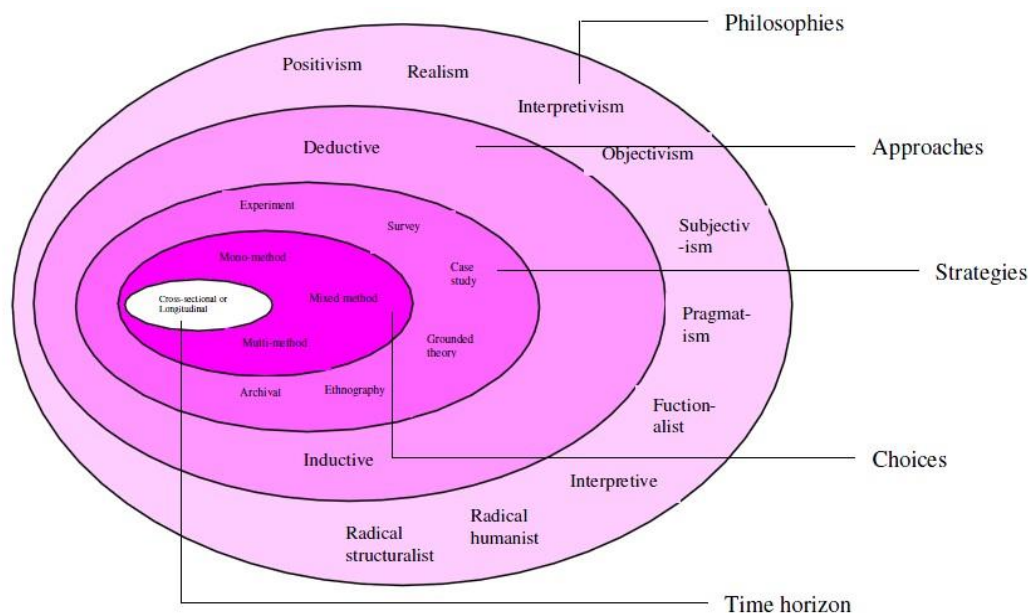 Philosophies
Positivism
Realism
Interpretivism
Deductive
Objectivism
Approaches
Experiment
Survey
Subjectiv
-ism
Mono-method
Case
study
Strategies
Cross-sectional or
Longitudinal
Mixed method
Pragmat-
ism
Multi-method
Grounded
theory
Archival
Ethnography
Fuction-
alist
Inductive
Choices
Interpretive
Radical
humanist
Radical
structuralist
Time horizon